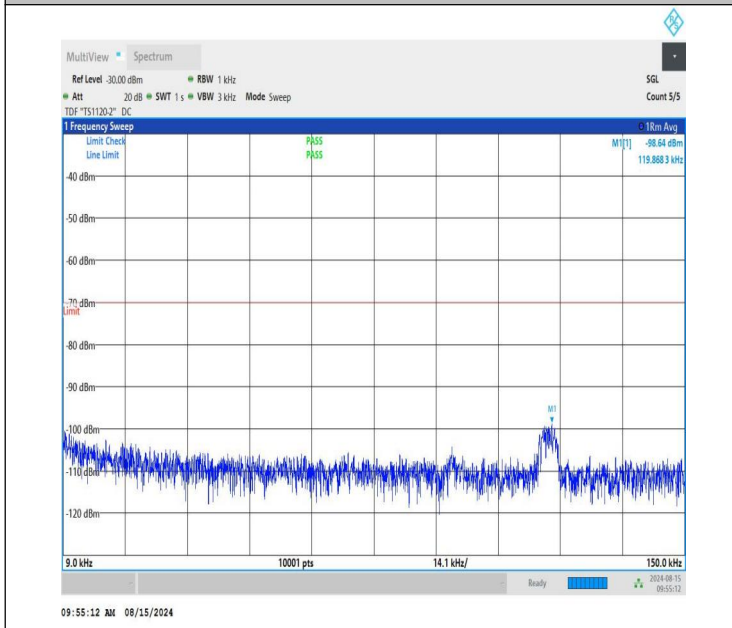 R&S
MultiView Spectrum
Ref Level -30.00 dBm RBW 1 kHz SGL
Att 20 dB SWT 1 s VBW 3 kHz Mode Sweep Count 5/5
TDF "TS1120-2" DC
1 Frequency Sweep 1Rm Avg
Limit Check PASS M1[1] -98.64 dBm
Line Limit PASS 119.868 3 kHz
-40 dBm
-50 dBm
-60 dBm
-70 dBm
Limit
-80 dBm
-90 dBm
M1
-100 dBm
-110 dBm
-120 dBm
9.0 kHz 10001 pts 14.1 kHz/ 150.0 kHz
Ready 2024-08-15
09:55:12
09:55:12 AM 08/15/2024